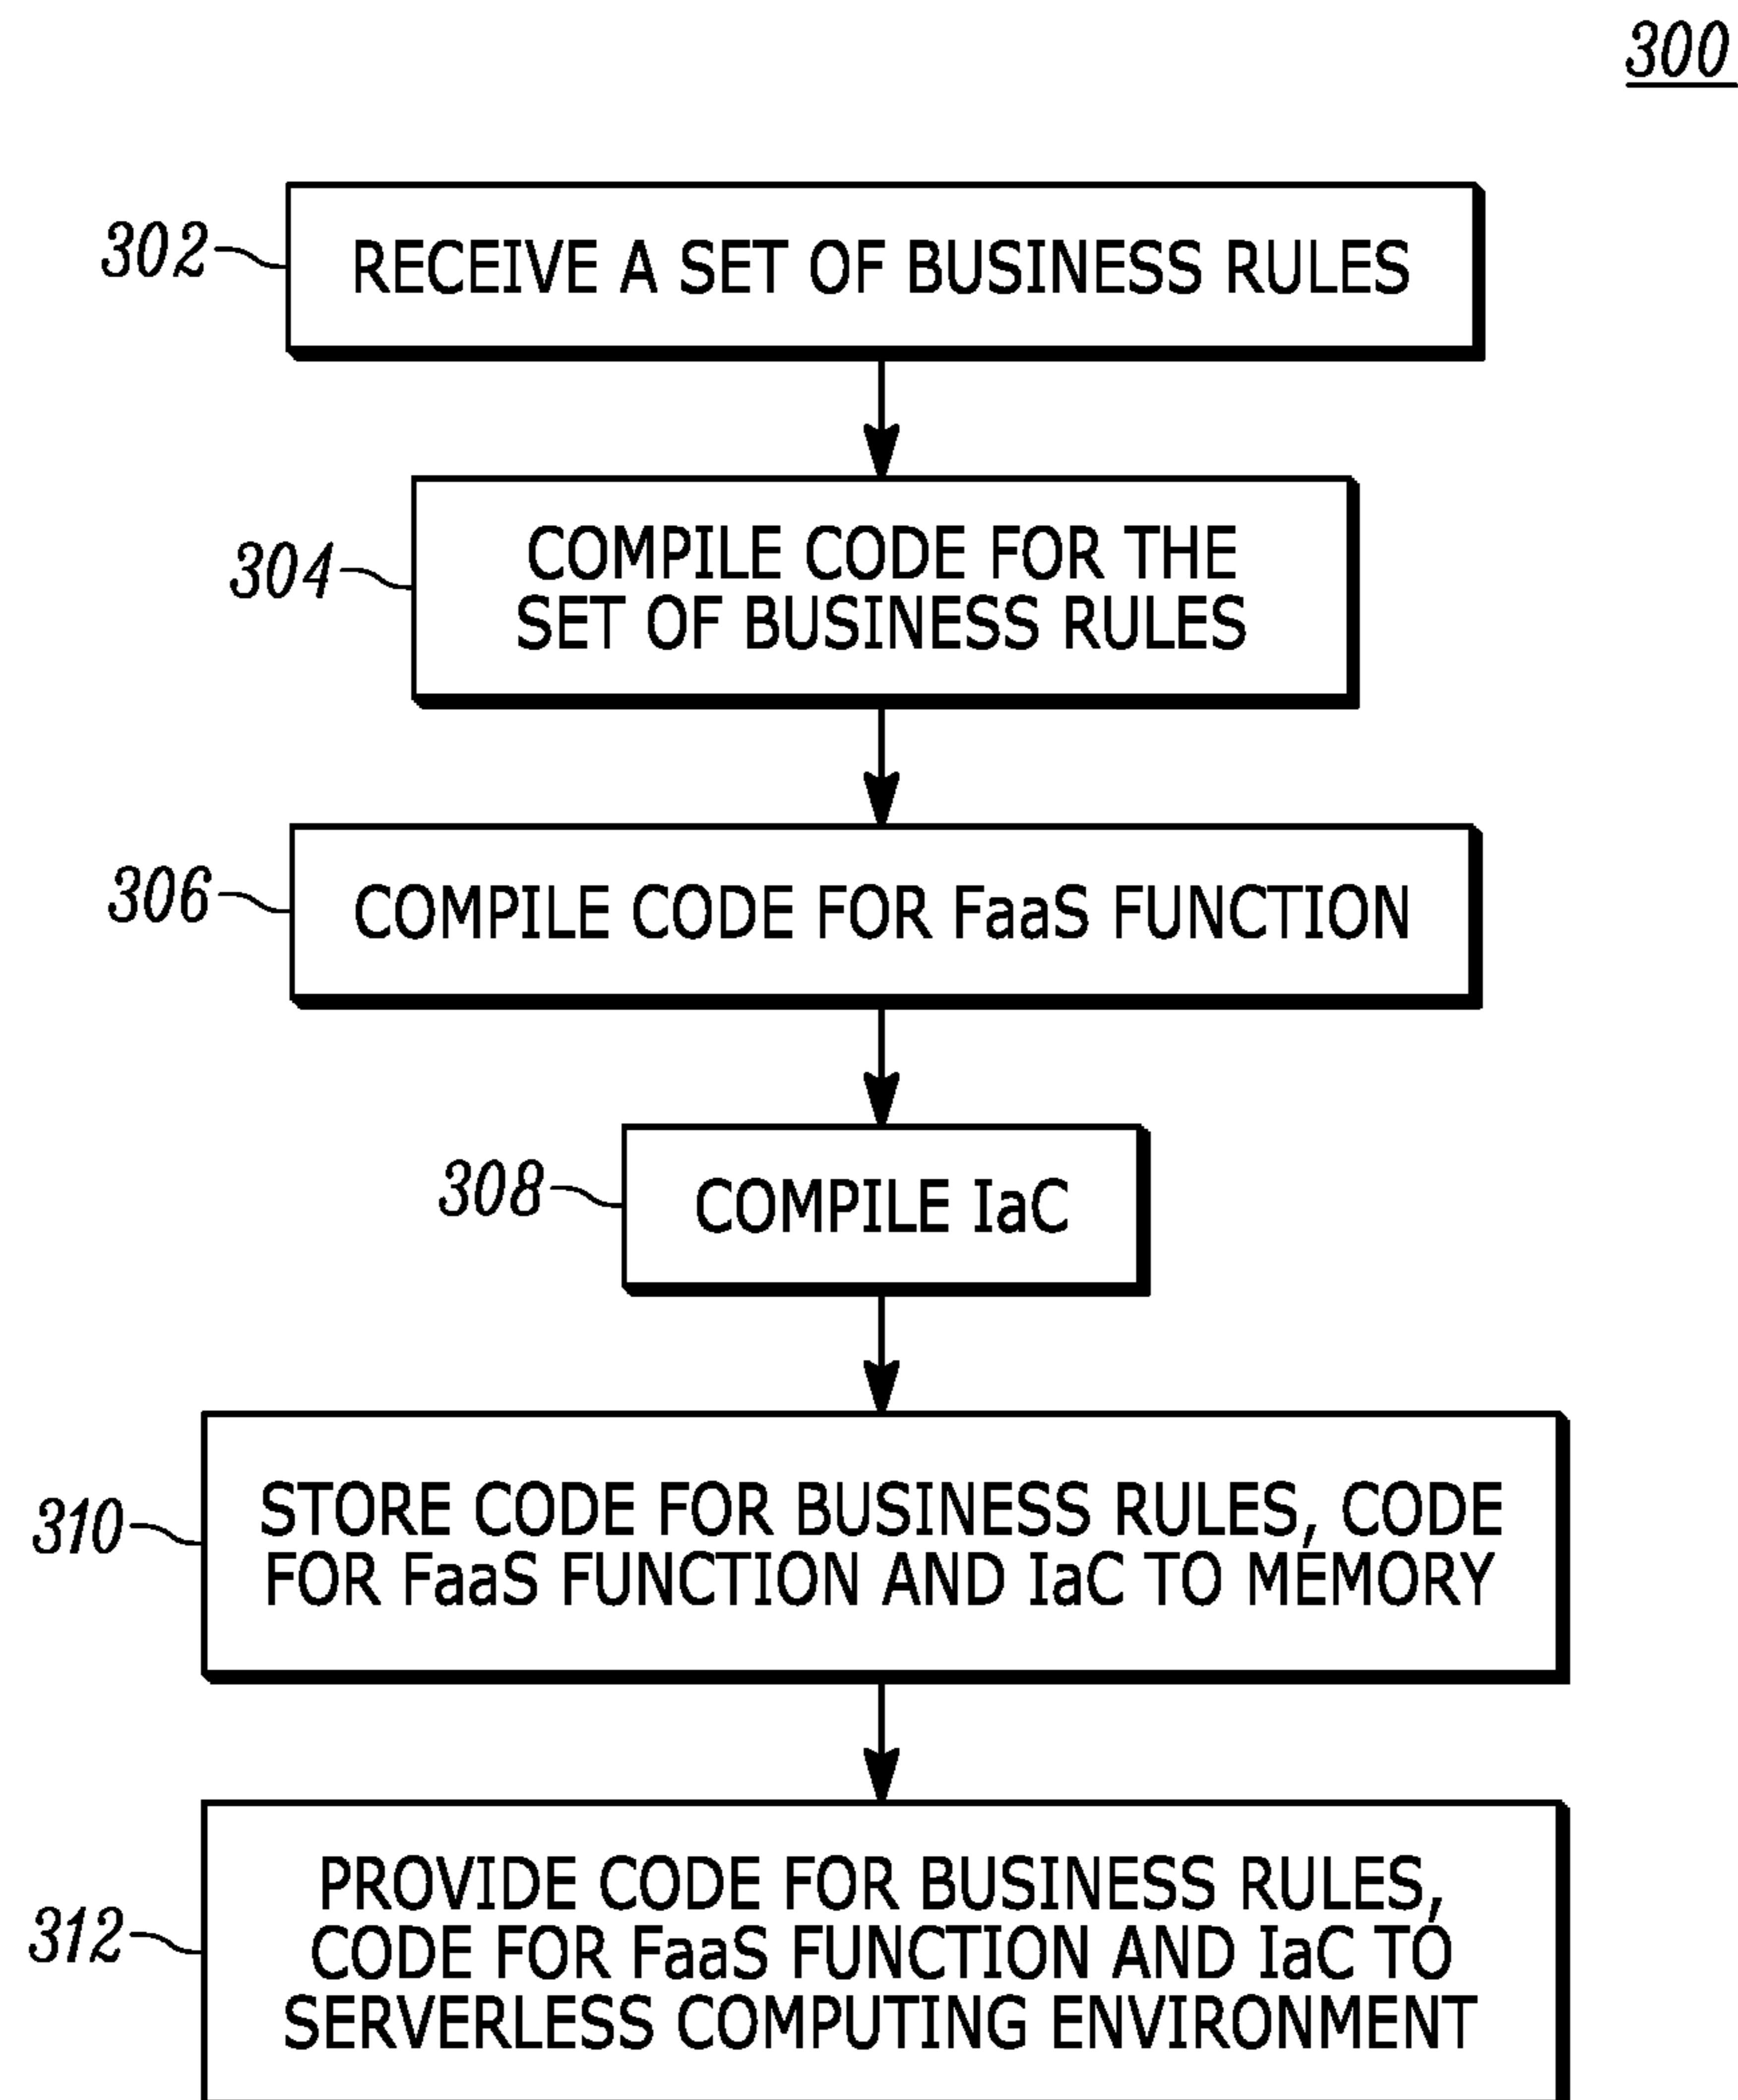 300
302
RECEIVE A SET OF BUSINESS RULES
304
COMPILE CODE FOR THE
SET OF BUSINESS RULES
306
COMPILE CODE FOR FaaS FUNCTION
308
COMPILE IaC
310
STORE CODE FOR BUSINESS RULES, CODE
FOR FaaS FUNCTION AND IaC TO MEMORY
312
PROVIDE CODE FOR BUSINESS RULES,
CODE FOR FaaS FUNCTION AND IaC TO
SERVERLESS COMPUTING ENVIRONMENT